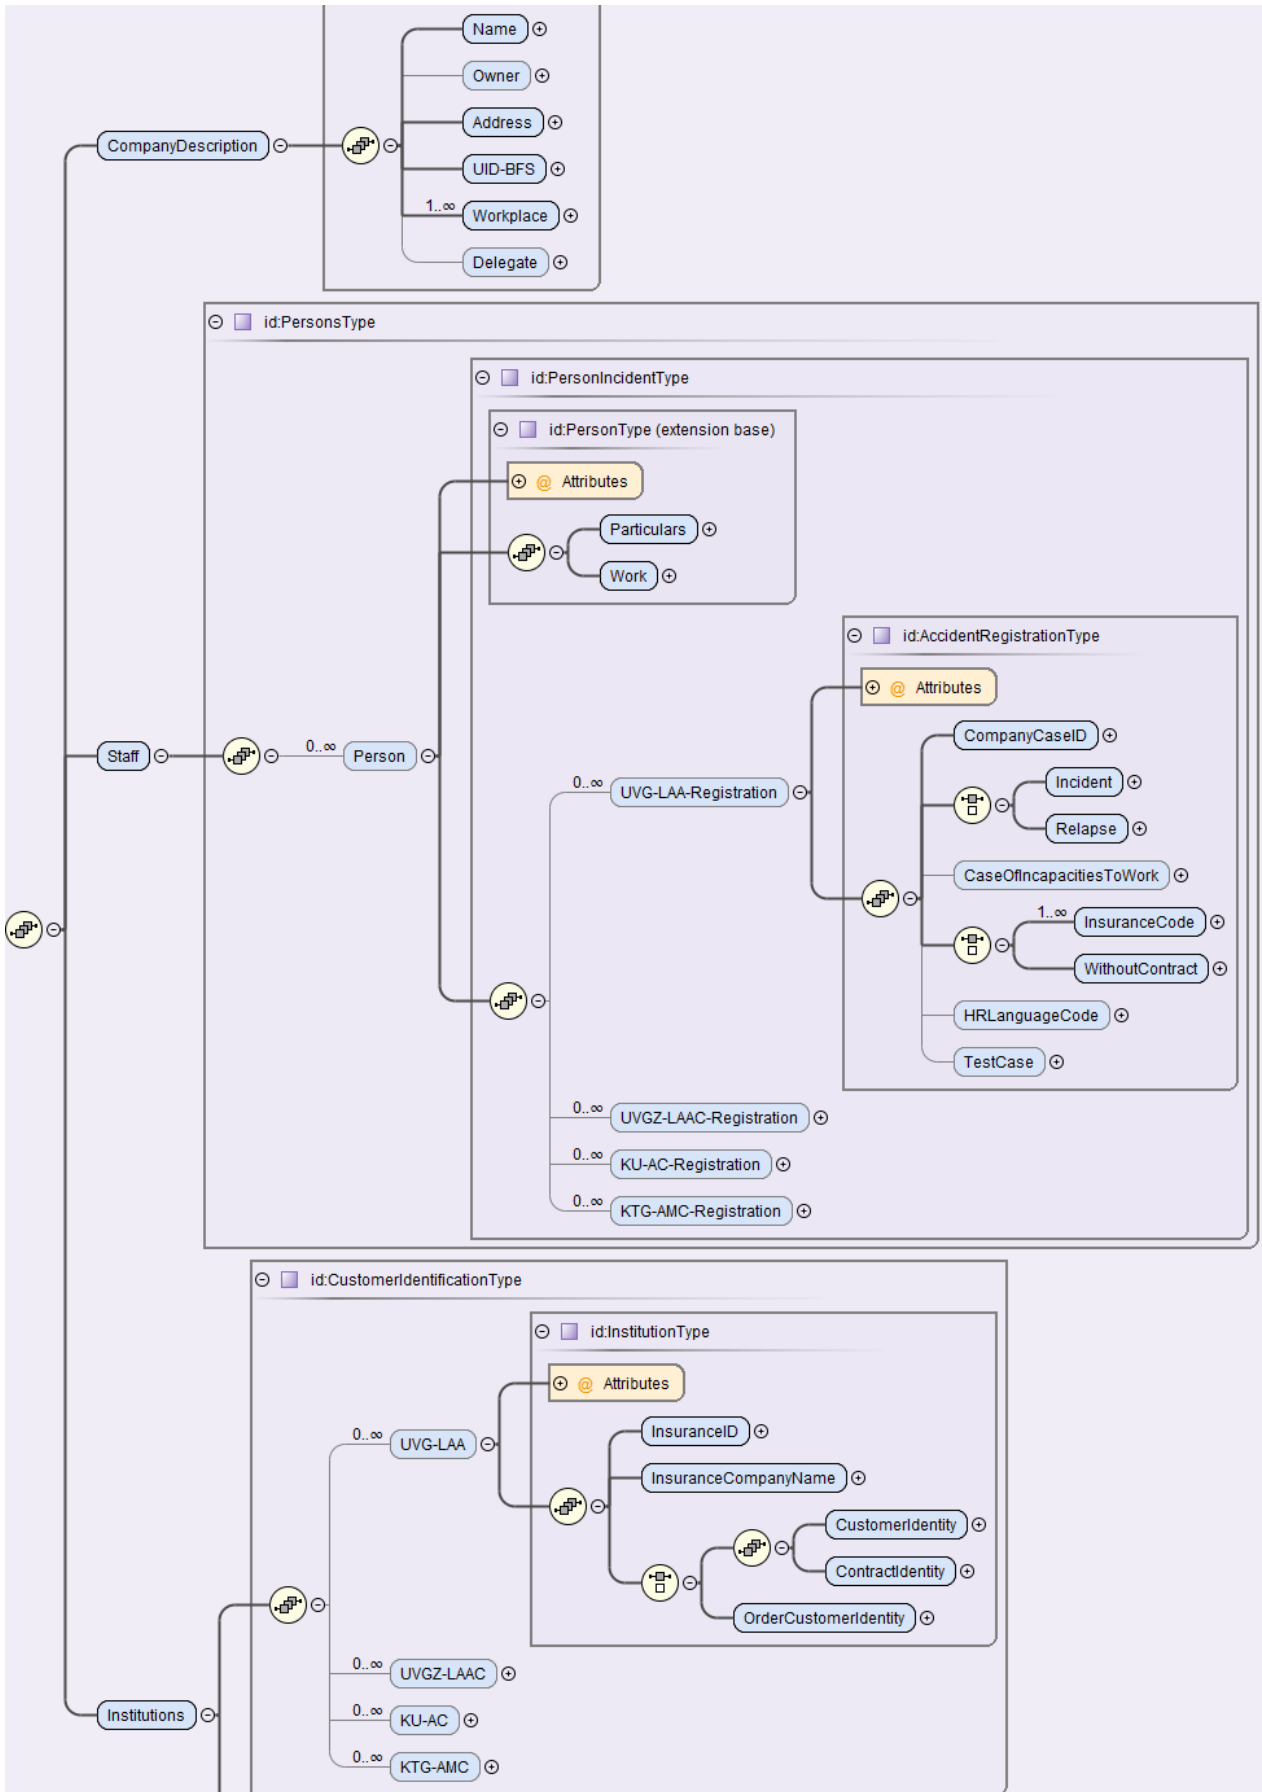 Name
Owner
Address
CompanyDescription
UID-BFS
1..∞ Workplace
Delegate
id:PersonsType
id:PersonIncidentType
id:PersonType (extension base)
@ Attributes
Particulars
Work
id:AccidentRegistrationType
@ Attributes
CompanyCaseID
Staff
0..∞ Person
0..∞ UVG-LAA-Registration
Incident
Relapse
CaseOfIncapacitiesToWork
1..∞ InsuranceCode
WithoutContract
HRLanguageCode
TestCase
0..∞ UVGZ-LAAC-Registration
0..∞ KU-AC-Registration
0..∞ KTG-AMC-Registration
id:CustomerIdentificationType
id:InstitutionType
@ Attributes
InsuranceID
0..∞ UVG-LAA
InsuranceCompanyName
CustomerIdentity
ContractIdentity
OrderCustomerIdentity
0..∞ UVGZ-LAAC
Institutions
0..∞ KU-AC
0..∞ KTG-AMC